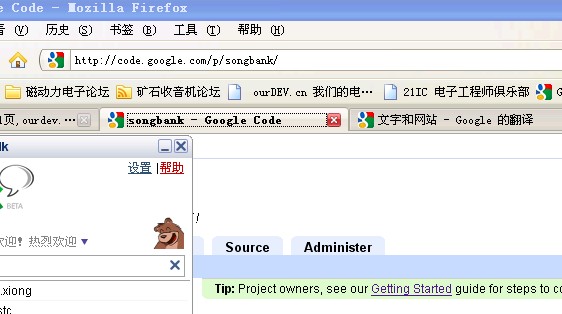 Code - Mozilla Firefox
看 (V) 历史 (S) 书签 (B) 工具 (T) 帮助 (H)
http://code.google.com/p/songbank/
磁动力电子论坛 矿石收音机论坛 ourDEV.cn 我们的电… 21IC 电子工程师俱乐部 G
1页,ourdev.… songbank - Google Code 文字和网站 - Google 的翻译
lk
设置 | 帮助
BETA
欢迎! 热烈欢迎
Source Administer
.xiong
Tip: Project owners, see our Getting Started guide for steps to
stc